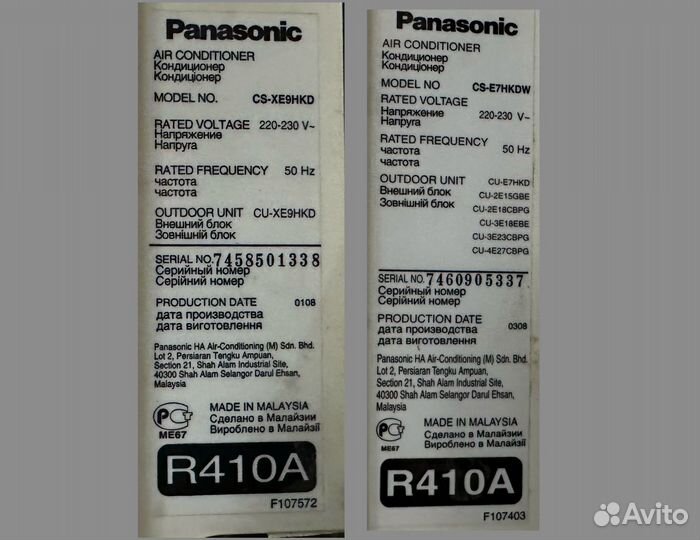 Panasonic
AIR CONDITIONER
Кондиционер
Кондиціонер
MODEL NO. CS-XE9HKD
RATED VOLTAGE 220-230 V~
Напряжение
Напруга
RATED FREQUENCY 50 Hz
частота
частота
OUTDOOR UNIT CU-XE9HKD
Внешний блок
Зовнішній блок
SERIAL NO. 7458501338
Серийный номер
Серійний номер
PRODUCTION DATE 0108
дата производства
дата виготовлення
Panasonic HA Air-Conditioning (M) Sdn. Bhd.
Lot 2, Persiaran Tengku Ampuan,
Section 21, Shah Alam Industrial Site,
40300 Shah Alam Selangor Darul Ehsan,
Malaysia
ME67
MADE IN MALAYSIA
Сделано в Малайзии
Вироблено в Малайзії
R410A
F107572
Panasonic
AIR CONDITIONER
Кондиционер
Кондиціонер
MODEL NO CS-E7HKDW
RATED VOLTAGE
Напряжение 220-230 V~
Напруга
RATED FREQUENCY
частота 50 Hz
частота
OUTDOOR UNIT CU-E7HKD
Внешний блок CU-2E15GBE
Зовнішній блок CU-2E18CBPG
CU-3E18EBE
CU-3E23CBPG
CU-4E27CBPG
SERIAL NO. 7460905337
Серийный номер
Серійний номер
PRODUCTION DATE
дата производства 0308
дата виготовлення
Panasonic HA Air-Conditioning (M) Sdn. Bhd.
Lot 2, Persiaran Tengku Ampuan,
Section 21, Shah Alam Industrial Site,
40300 Shah Alam Selangor Darul Ehsan,
Malaysia
ME67
MADE IN MALAYSIA
Сделано в Малайзии
Вироблено в Малайзії
R410A
F107403
Avito